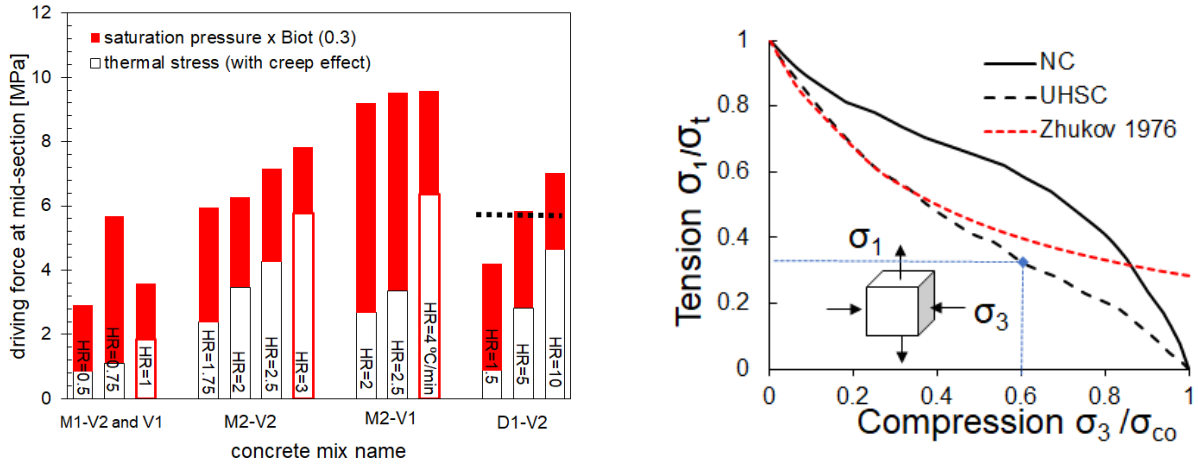 driving force at mid-section [MPa]
12
10
8
6
4
2
0
saturation pressure x Biot (0.3)
thermal stress (with creep effect)
HR=0.5
HR=0.75
HR=1
HR=1.75
HR=2
HR=2.5
HR=3
HR=2
HR=2.5
HR=4 ºC/min
HR=1.5
HR=5
HR=10
M1-V2 and V1
M2-V2
M2-V1
D1-V2
concrete mix name
Tension σ1/σt
1
0.8
0.6
0.4
0.2
0
NC
UHSC
Zhukov 1976
σ1
σ3
0 0.2 0.4 0.6 0.8 1
Compression σ3 /σco